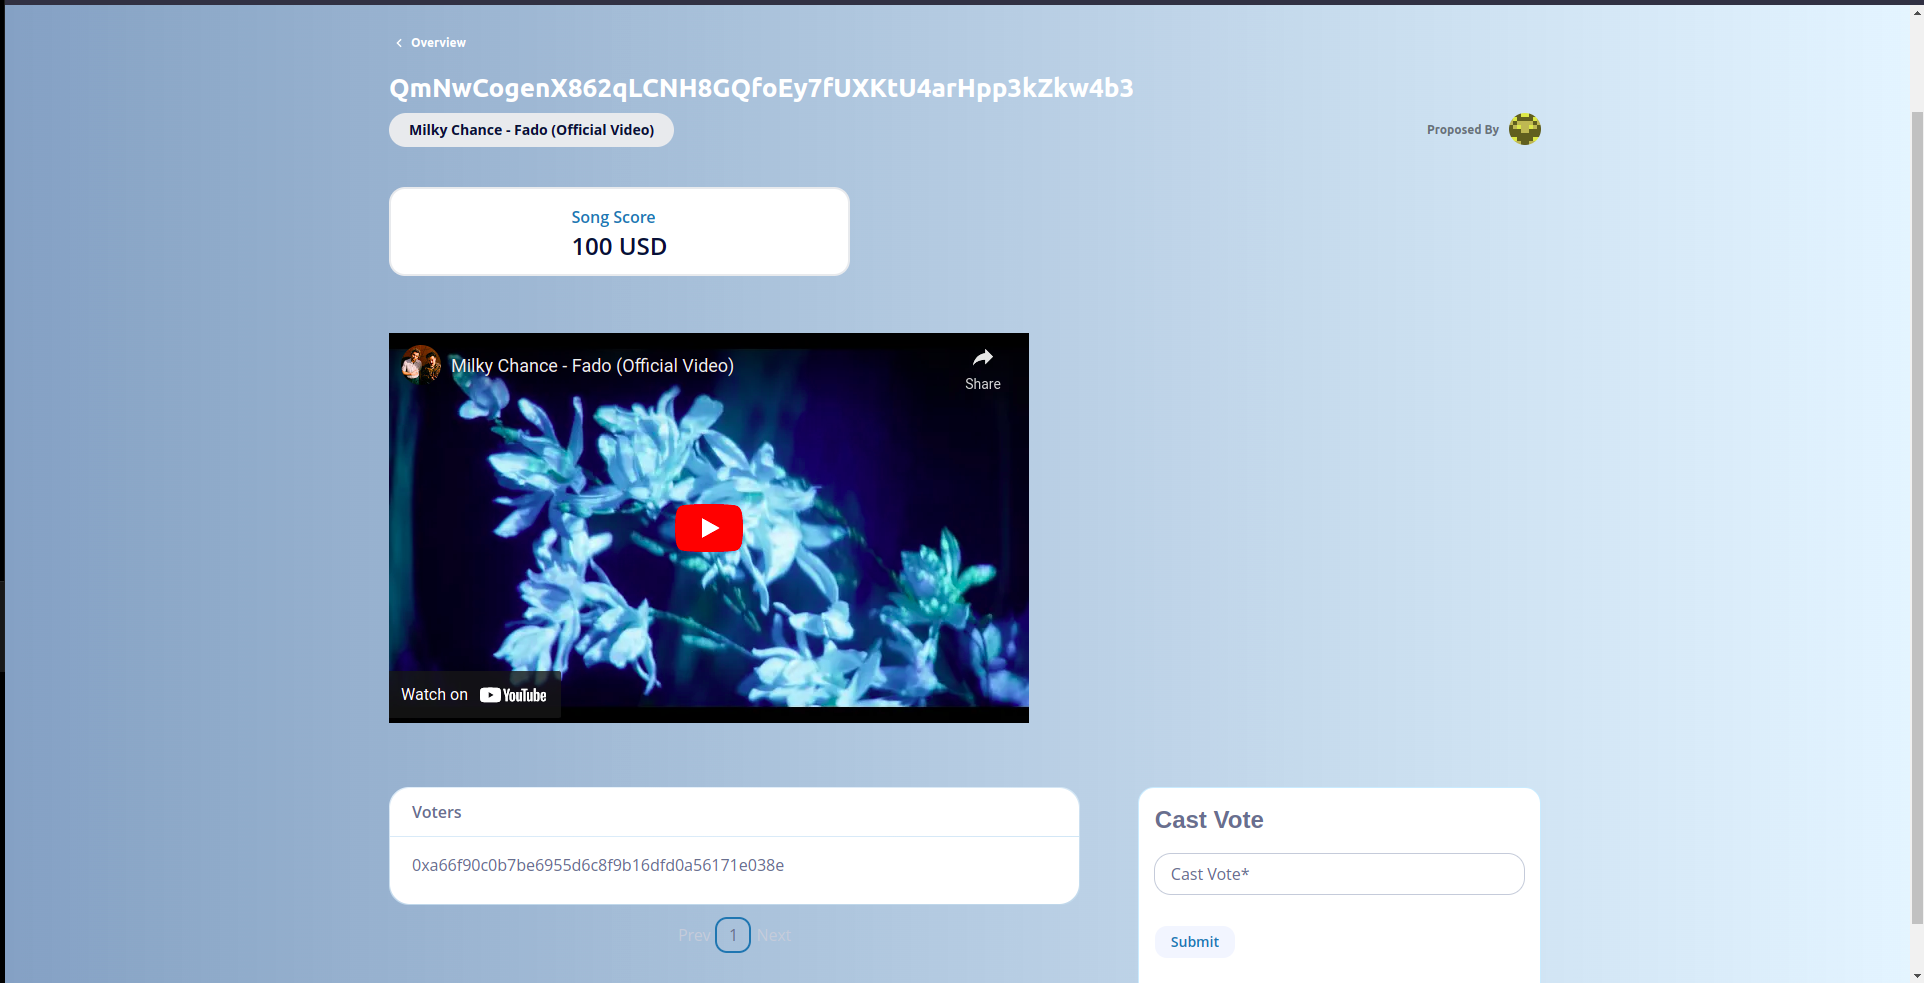 Overview
QmNwCogenX862qLCNH8GQfoEy7fUXKtU4arHpp3kZkw4b3
Milky Chance - Fado (Official Video)
Proposed By
Song Score
100 USD
Milky Chance - Fado (Official Video)
Share
Watch on YouTube
Voters
0xa66f90c0b7be6955d6c8f9b16dfd0a56171e038e
Prev 1 Next
Cast Vote
Cast Vote*
Submit